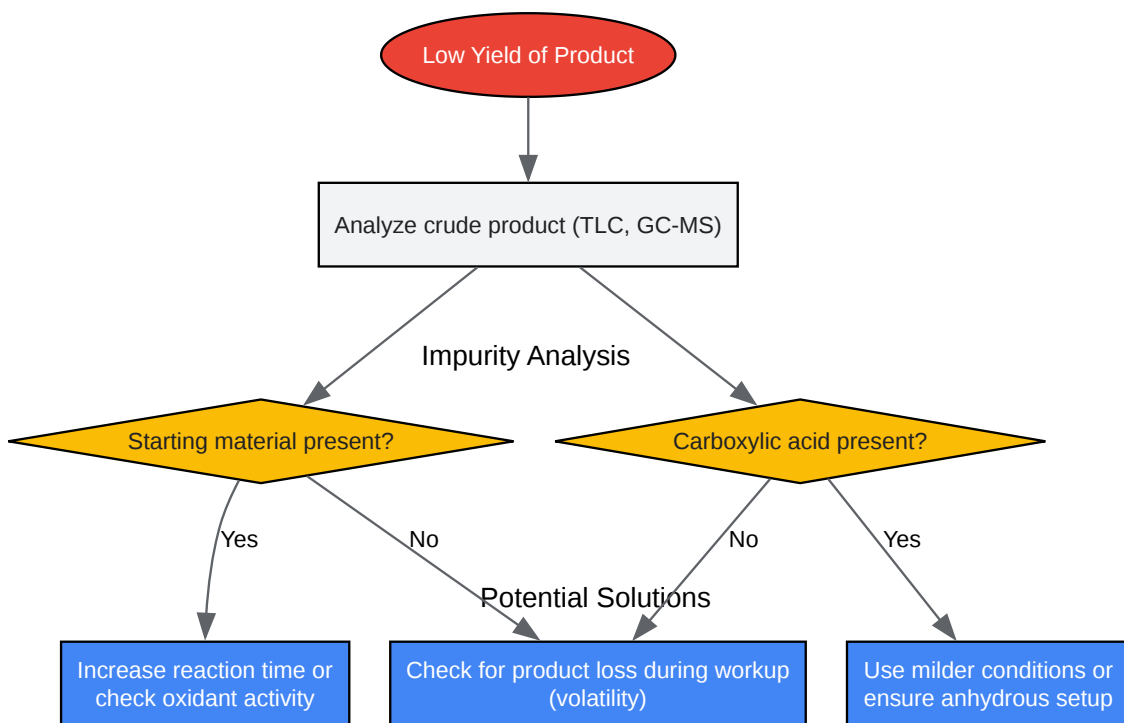 Low Yield of Product
Analyze crude product (TLC, GC-MS)
Impurity Analysis
Starting material present?
Carboxylic acid present?
Yes
No
No
Yes
Potential Solutions
Increase reaction time or
check oxidant activity
Check for product loss during workup
(volatility)
Use milder conditions or
ensure anhydrous setup